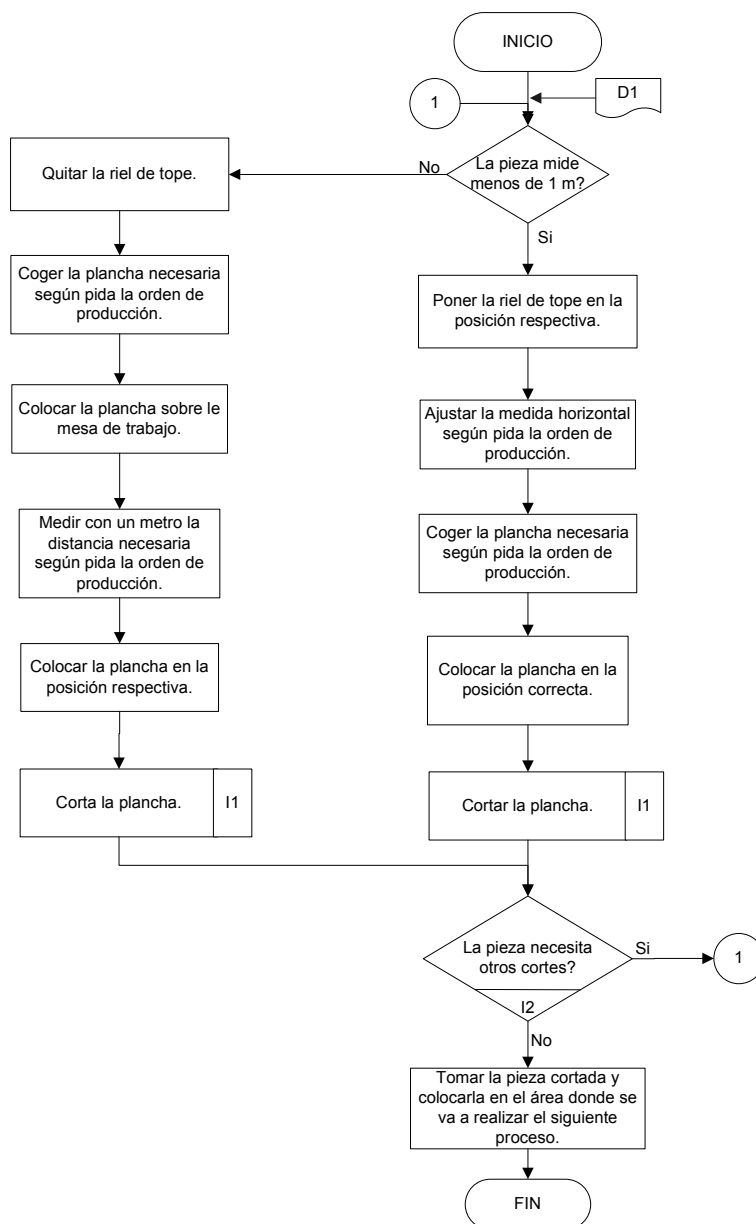 INICIO
1
D1
La pieza mide
menos de 1 m?
No
Si
Quitar la riel de tope.
Coger la plancha necesaria
según pida la orden de
producción.
Colocar la plancha sobre le
mesa de trabajo.
Medir con un metro la
distancia necesaria
según pida la orden de
producción.
Colocar la plancha en la
posición respectiva.
Corta la plancha.
I1
Poner la riel de tope en la
posición respectiva.
Ajustar la medida horizontal
según pida la orden de
producción.
Coger la plancha necesaria
según pida la orden de
producción.
Colocar la plancha en la
posición correcta.
Cortar la plancha.
I1
La pieza necesita
otros cortes?
I2
Si
1
No
Tomar la pieza cortada y
colocarla en el área donde se
va a realizar el siguiente
proceso.
FIN